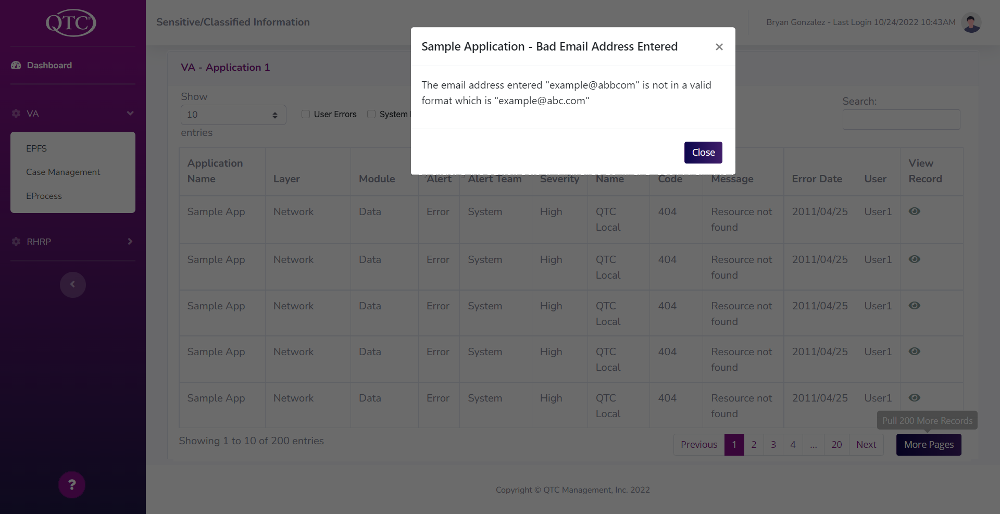 QTC®
Dashboard
VA
EPFS
Case Management
EProcess
RHRP
?
Sensitive/Classified Information
Bryan Gonzalez - Last Login 10/24/2022 10:43AM
Sample Application - Bad Email Address Entered
×
The email address entered "example@abbcom" is not in a valid
format which is "example@abc.com"
Close
VA - Application 1
Show
10
entries
User Errors
System
Search:
Application Name Layer Module Alert Alert Team Severity Name Code Message Error Date User View Record
Sample App Network Data Error System High QTC Local 404 Resource not found 2011/04/25 User1
Sample App Network Data Error System High QTC Local 404 Resource not found 2011/04/25 User1
Sample App Network Data Error System High QTC Local 404 Resource not found 2011/04/25 User1
Sample App Network Data Error System High QTC Local 404 Resource not found 2011/04/25 User1
Sample App Network Data Error System High QTC Local 404 Resource not found 2011/04/25 User1
Pull 200 More Records
Showing 1 to 10 of 200 entries
Previous 1 2 3 4 ... 20 Next
More Pages
Copyright © QTC Management, Inc. 2022